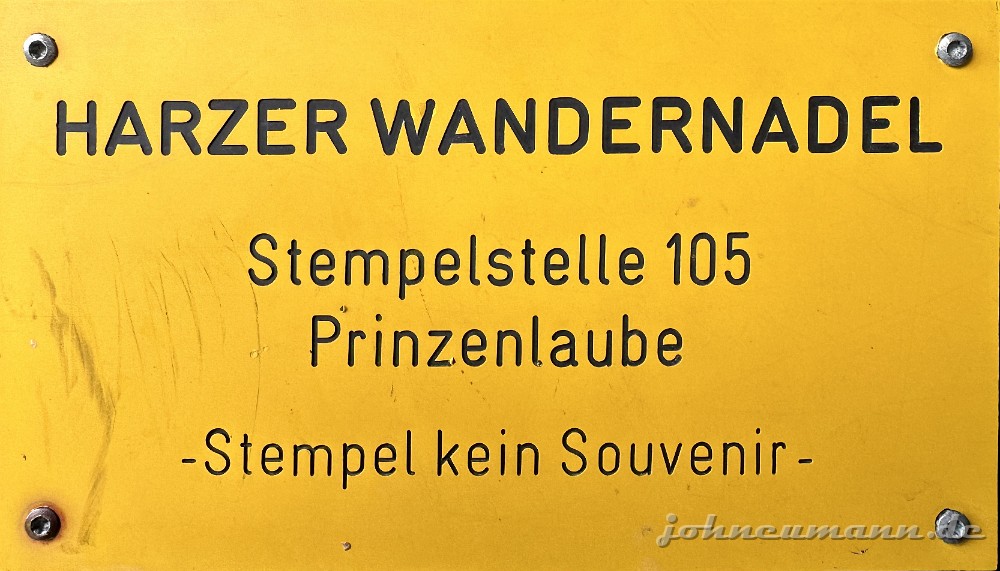 HARZER WANDERNADEL
Stempelstelle 105
Prinzenlaube
-Stempel kein Souvenir-
johneumann.de